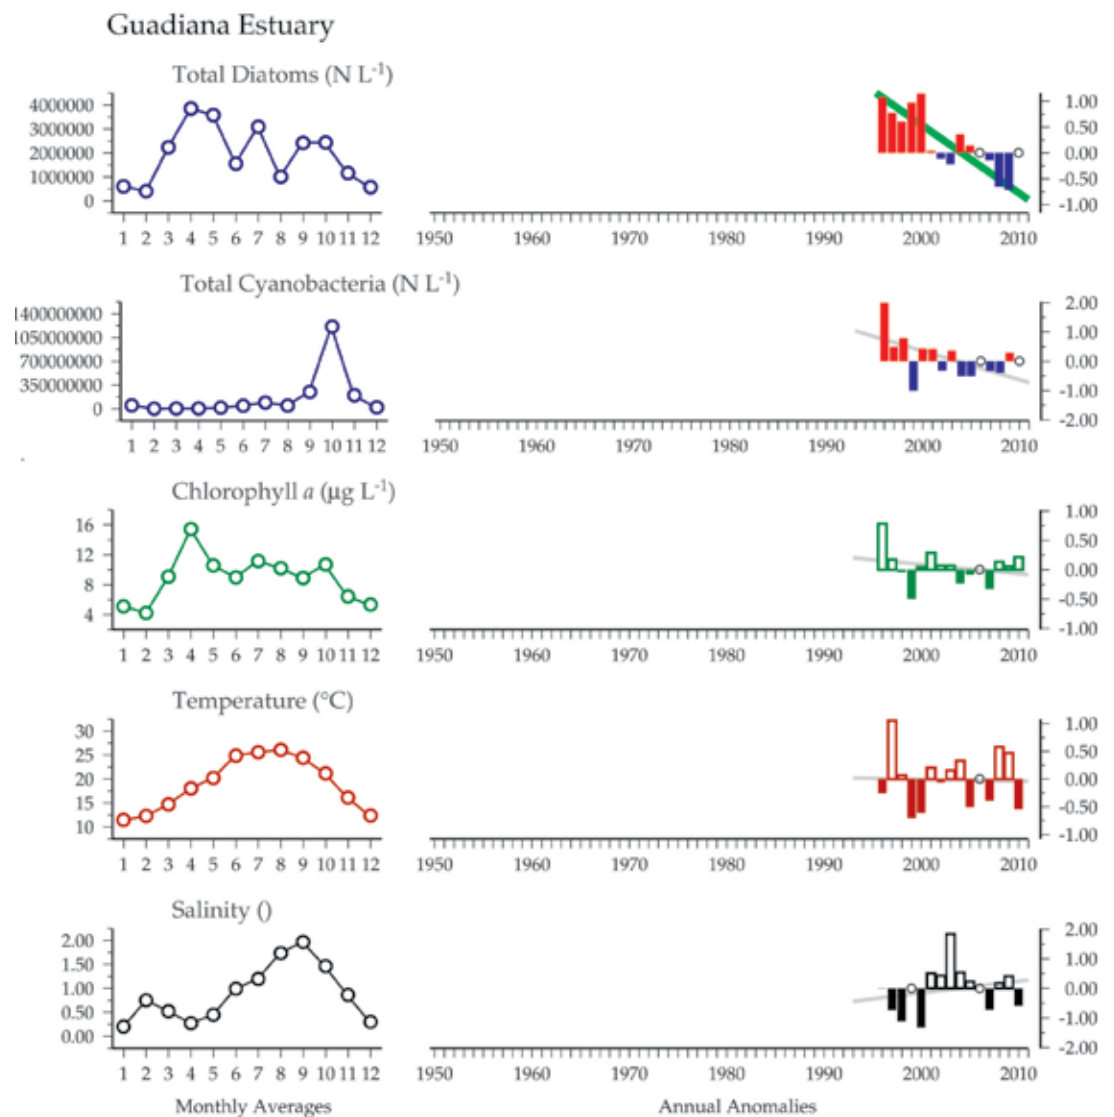 Guadiana Estuary
Total Diatoms (N L-1)
4000000
3000000
2000000
1000000
0
1 2 3 4 5 6 7 8 9 10 11 12
1950 1960 1970 1980 1990 2000 2010
1.00
0.50
0.00
-0.50
-1.00
Total Cyanobacteria (N L-1)
1400000000
1050000000
700000000
350000000
0
1 2 3 4 5 6 7 8 9 10 11 12
1950 1960 1970 1980 1990 2000 2010
2.00
1.00
0.00
-1.00
-2.00
Chlorophyll a (µg L-1)
16
12
8
4
1 2 3 4 5 6 7 8 9 10 11 12
1950 1960 1970 1980 1990 2000 2010
1.00
0.50
0.00
-0.50
-1.00
Temperature (°C)
30
25
20
15
10
1 2 3 4 5 6 7 8 9 10 11 12
1950 1960 1970 1980 1990 2000 2010
1.00
0.50
0.00
-0.50
-1.00
Salinity ()
2.00
1.50
1.00
0.50
0.00
1 2 3 4 5 6 7 8 9 10 11 12
1950 1960 1970 1980 1990 2000 2010
2.00
1.00
0.00
-1.00
-2.00
Monthly Averages
Annual Anomalies